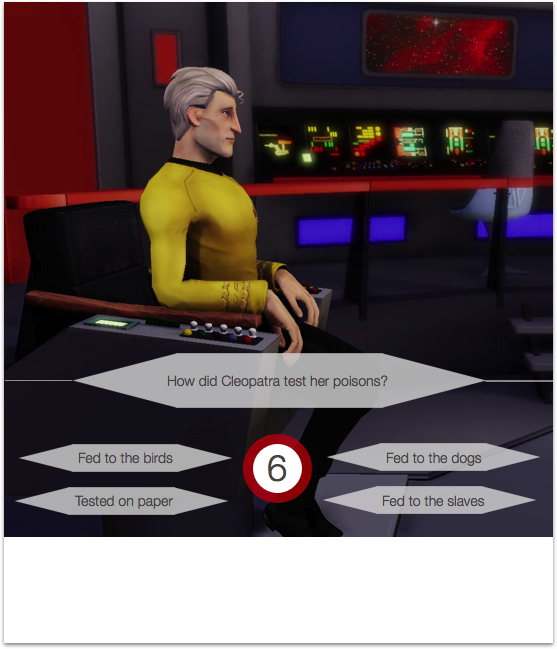 How did Cleopatra test her poisons?
Fed to the birds
Fed to the dogs
6
Tested on paper
Fed to the slaves